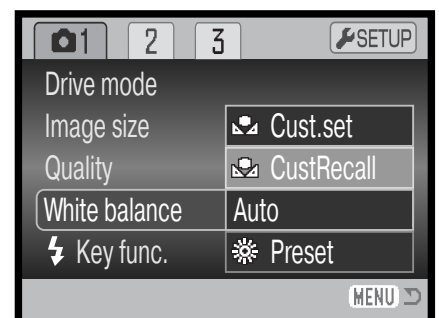 1 2 3 SETUP
Drive mode
Image size Cust.set
Quality CustRecall
White balance Auto
Key func. Preset
MENU